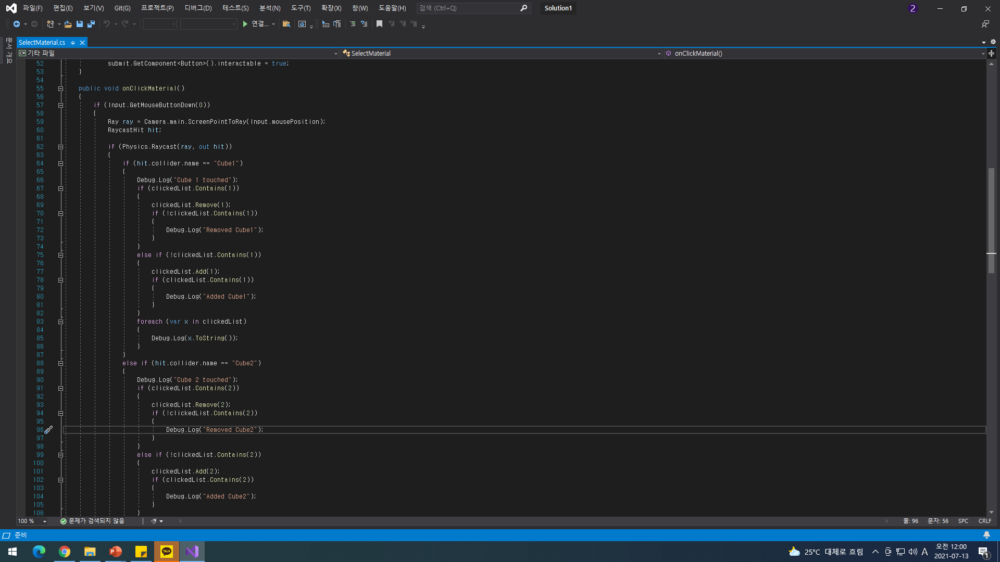 파일(F) 편집(E) 보기(V) Git(G) 프로젝트(P) 디버그(D) 테스트(S) 분석(N) 도구(T) 확장(X) 창(W) 도움말(H) 검색 (Ctrl+Q) Solution1 2
연결...
문서 개요
SelectMaterial.cs
C# 기타 파일 SelectMaterial onClickMaterial()
52 submit.GetComponent<Button>().interactable = true;
53 }
54
55 public void onClickMaterial()
56 {
57 if (Input.GetMouseButtonDown(0))
58 {
59 Ray ray = Camera.main.ScreenPointToRay(Input.mousePosition);
60 RaycastHit hit;
61
62 if (Physics.Raycast(ray, out hit))
63 {
64 if (hit.collider.name == "Cube1")
65 {
66 Debug.Log("Cube 1 touched");
67 if (clickedList.Contains(1))
68 {
69 clickedList.Remove(1);
70 if (!clickedList.Contains(1))
71 {
72 Debug.Log("Removed Cube1");
73 }
74 }
75 else if (!clickedList.Contains(1))
76 {
77 clickedList.Add(1);
78 if (clickedList.Contains(1))
79 {
80 Debug.Log("Added Cube1");
81 }
82 }
83 foreach (var x in clickedList)
84 {
85 Debug.Log(x.ToString());
86 }
87 }
88 else if (hit.collider.name == "Cube2")
89 {
90 Debug.Log("Cube 2 touched");
91 if (clickedList.Contains(2))
92 {
93 clickedList.Remove(2);
94 if (!clickedList.Contains(2))
95 {
96 Debug.Log("Removed Cube2");
97 }
98 }
99 else if (!clickedList.Contains(2))
100 {
101 clickedList.Add(2);
102 if (clickedList.Contains(2))
103 {
104 Debug.Log("Added Cube2");
105 }
106 }
100 % 문제가 검색되지 않음 줄: 96 문자: 56 SPC CRLF
준비
TALK 25°C 대체로 흐림 A 오전 12:00 1
2021-07-13